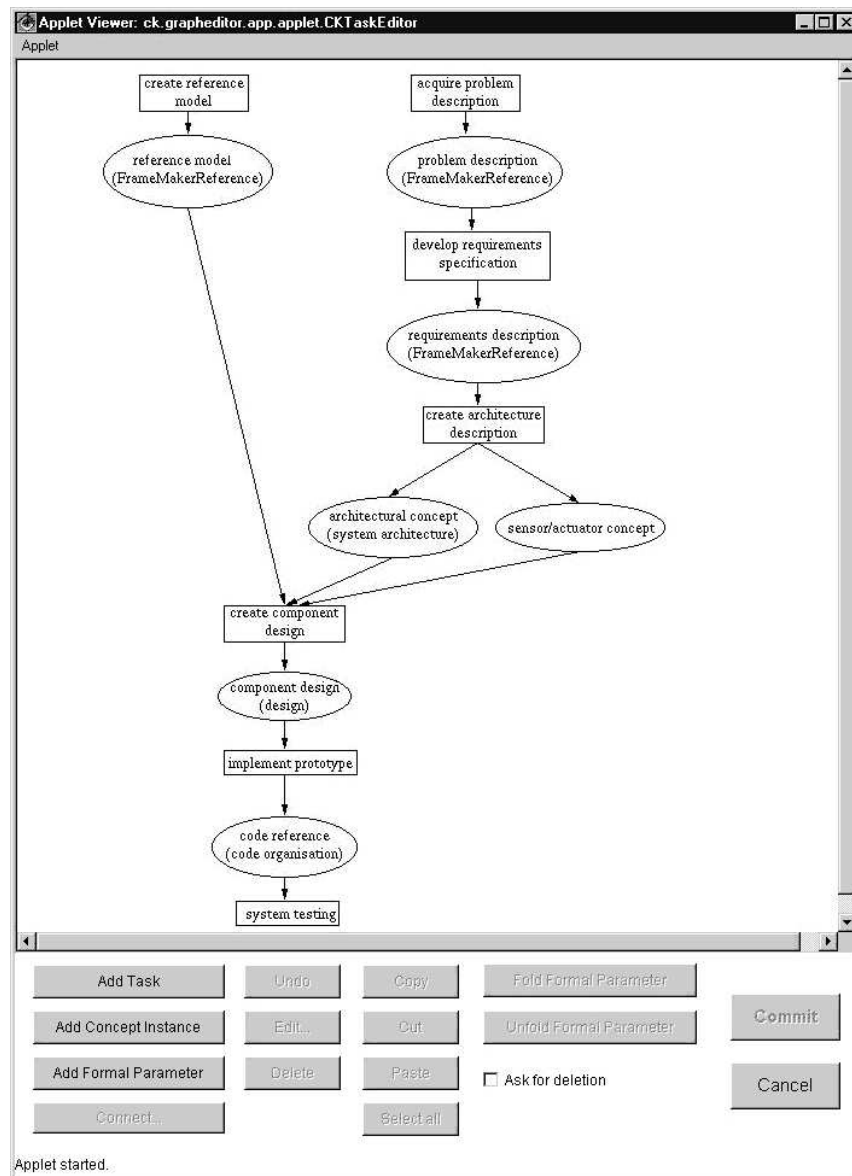 Applet Viewer: ck.grapheditor.app.applet.CKTaskEditor
Applet
create reference
model
acquire problem
description
reference model
(FrameMakerReference)
problem description
(FrameMakerReference)
develop requirements
specification
requirements description
(FrameMakerReference)
create architecture
description
architectural concept
(system architecture)
sensor/actuator concept
create component
design
component design
(design)
implement prototype
code reference
(code organisation)
system testing
Add Task
Undo
Copy
Fold Formal Parameter
Add Concept Instance
Edit...
Cut
Unfold Formal Parameter
Commit
Add Formal Parameter
Delete
Paste
Ask for deletion
Cancel
Connect...
Select all
Applet started.